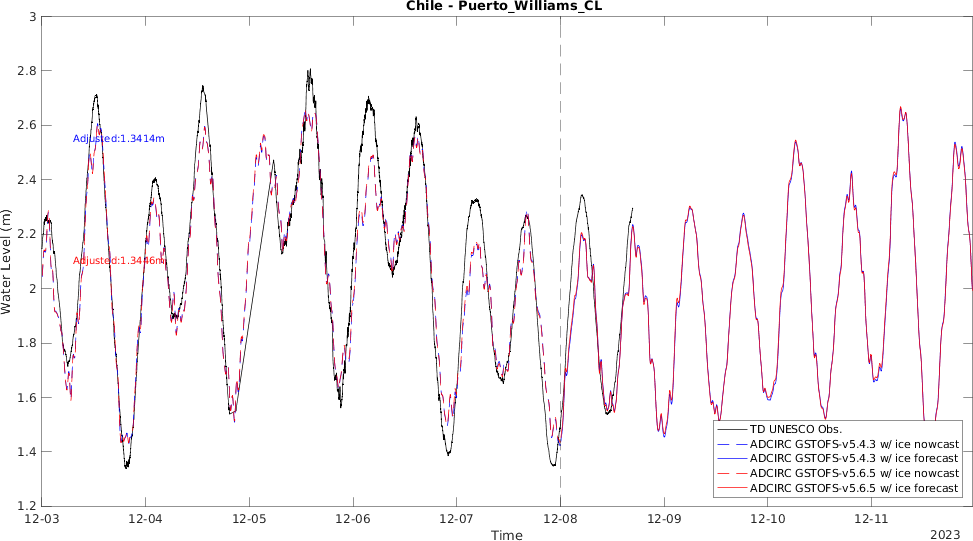 Chile - Puerto_Williams_CL
Water Level (m)
3
2.8
2.6
2.4
2.2
2
1.8
1.6
1.4
1.2
Adjusted:1.3414m
Adjusted:1.3446m
TD UNESCO Obs.
ADCIRC GSTOFS-v5.4.3 w/ ice nowcast
ADCIRC GSTOFS-v5.4.3 w/ ice forecast
ADCIRC GSTOFS-v5.6.5 w/ ice nowcast
ADCIRC GSTOFS-v5.6.5 w/ ice forecast
12-03 12-04 12-05 12-06 12-07 12-08 12-09 12-10 12-11
Time
2023